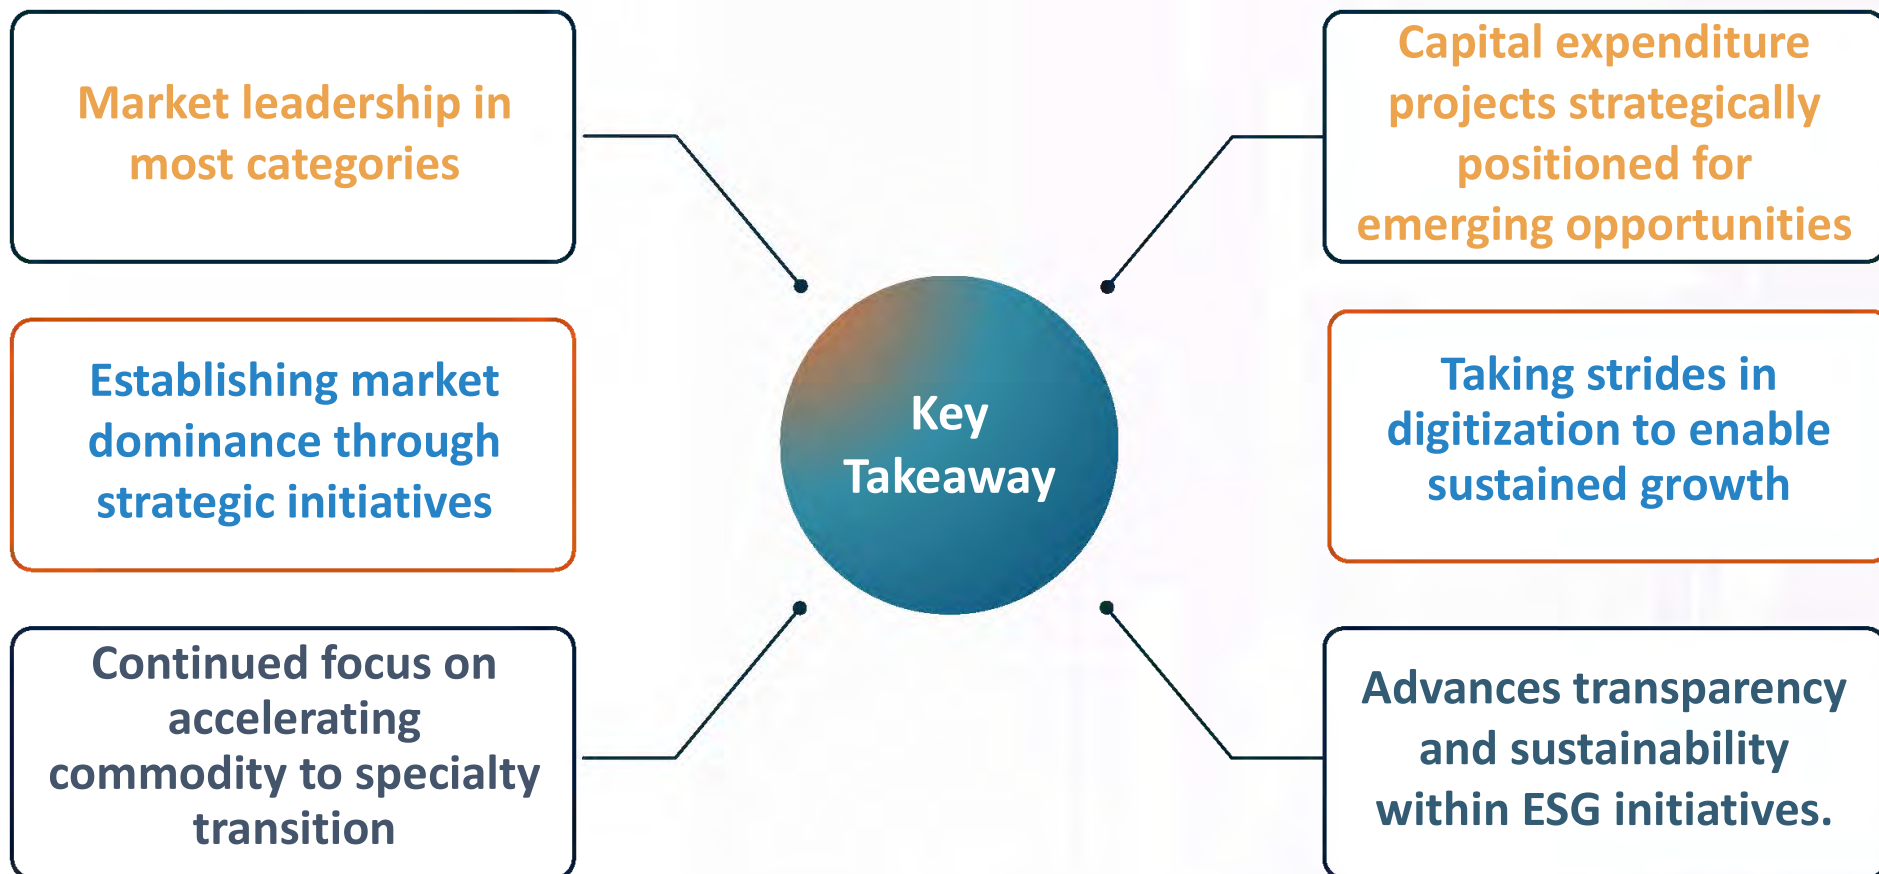 Market leadership in
most categories
Establishing market
dominance through
strategic initiatives
Continued focus on
accelerating
commodity to specialty
transition
Key
Takeaway
Capital expenditure
projects strategically
positioned for
emerging opportunities
Taking strides in
digitization to enable
sustained growth
Advances transparency
and sustainability
within ESG initiatives.